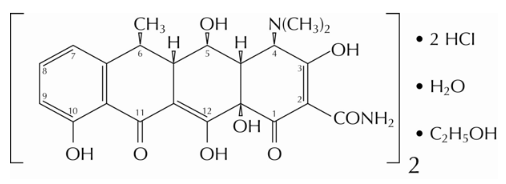 CH₃ OH N(CH₃)₂
H H
6 5 4 OH • 2 HCl
7 3
8
9 2 • H₂O
10 11 12 1
OH CONH₂
OH O OH O • C₂H₅OH
2